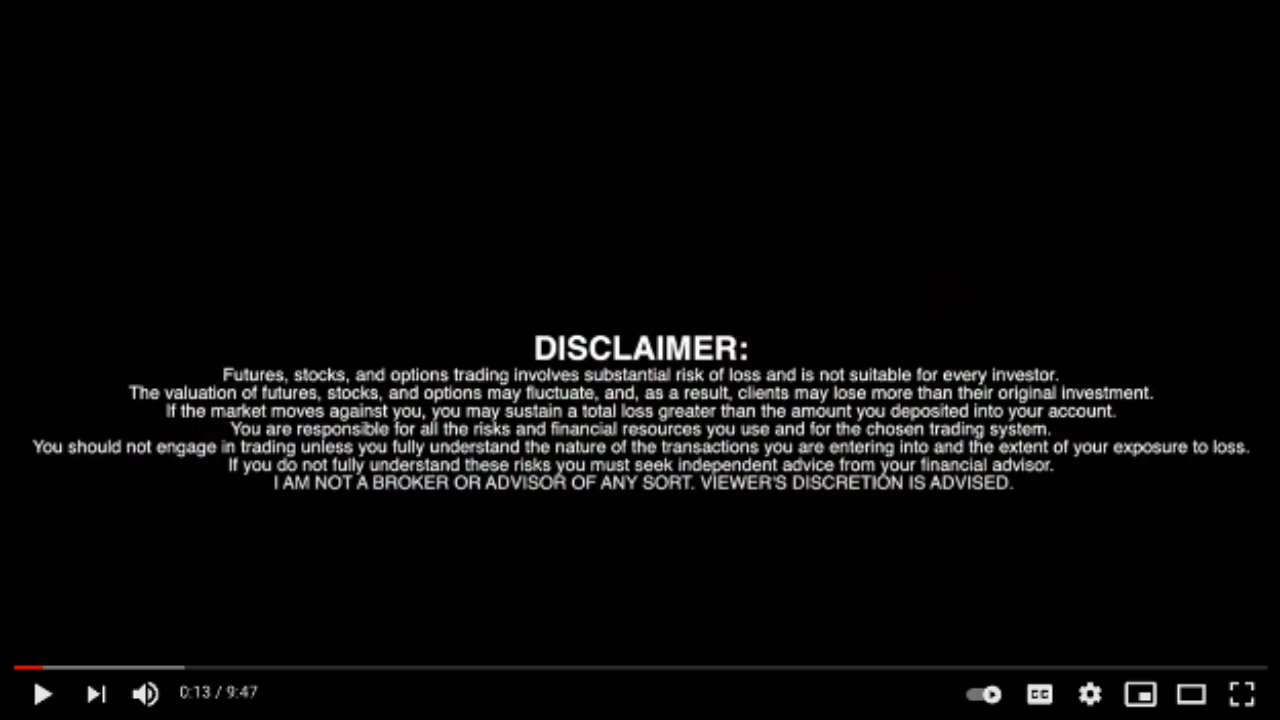 DISCLAIMER:
Futures, stocks, and options trading involves substantial risk of loss and is not suitable for every investor.
The valuation of futures, stocks, and options may fluctuate, and, as a result, clients may lose more than their original investment.
If the market moves against you, you may sustain a total loss greater than the amount you deposited into your account.
You are responsible for all the risks and financial resources you use and for the chosen trading system.
You should not engage in trading unless you fully understand the nature of the transactions you are entering into and the extent of your exposure to loss.
If you do not fully understand these risks you must seek independent advice from your financial advisor.
I AM NOT A BROKER OR ADVISOR OF ANY SORT. VIEWER'S DISCRETION IS ADVISED.
0:13 / 9:47
CC